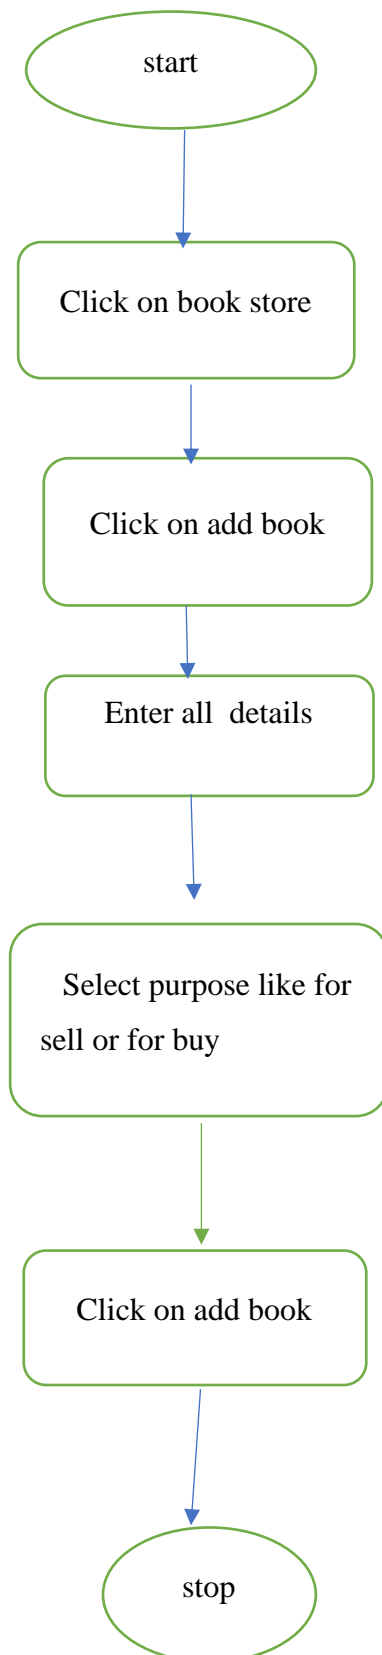 start
Click on book store
Click on add book
Enter all  details
Select purpose like for
sell or for buy
Click on add book
stop